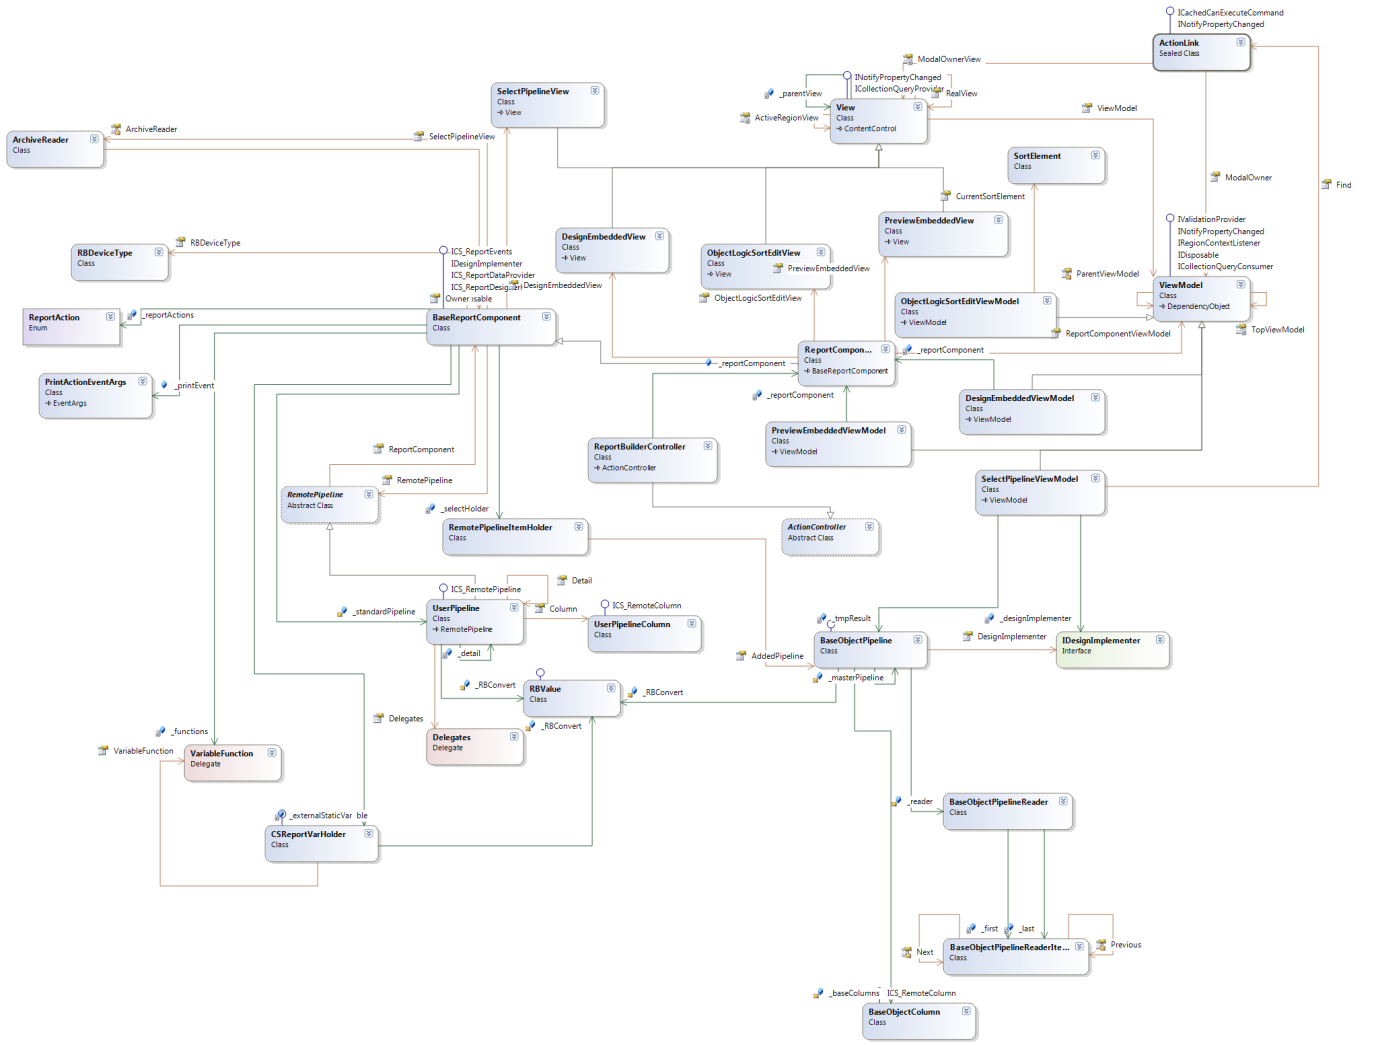 ICachedCanExecuteCommand
INotifyPropertyChanged
ActionLink
Sealed Class
ModalOwnerView
INotifyPropertyChanged
ICollectionQueryProvider
_parentView
RealView
SelectPipelineView
Class
View
View
Class
ContentControl
ActiveRegionView
ViewModel
ArchiveReader
ArchiveReader
Class
SelectPipelineView
SortElement
Class
ModalOwner
Find
CurrentSortElement
PreviewEmbeddedView
Class
View
IValidationProvider
INotifyPropertyChanged
IRegionContextListener
IDisposable
ICollectionQueryConsumer
DesignEmbeddedView
Class
View
RBDeviceType
RBDeviceType
Class
ICS_ReportEvents
IDesignImplementer
ICS_ReportDataProvider
ICS_ReportDesigner
ObjectLogicSortEditView
Class
View
PreviewEmbeddedView
ParentViewModel
ViewModel
Class
DependencyObject
DesignEmbeddedView
Owner
sable
ObjectLogicSortEditView
ObjectLogicSortEditViewModel
Class
ViewModel
ReportAction
Enum
_reportActions
BaseReportComponent
Class
ReportComponentViewModel
TopViewModel
ReportCompon...
Class
BaseReportComponent
_reportComponent
_reportComponent
PrintActionEventArgs
Class
EventArgs
_printEvent
_reportComponent
DesignEmbeddedViewModel
Class
ViewModel
PreviewEmbeddedViewModel
Class
ViewModel
ReportBuilderController
Class
ActionController
ReportComponent
RemotePipeline
SelectPipelineViewModel
Class
ViewModel
RemotePipeline
Abstract Class
_selectHolder
RemotePipelineItemHolder
Class
ActionController
Abstract Class
ICS_RemotePipeline
Detail
_standardPipeline
UserPipeline
Class
RemotePipeline
Column
ICS_RemoteColumn
UserPipelineColumn
Class
_tmpResult
_designImplementer
BaseObjectPipeline
Class
DesignImplementer
IDesignImplementer
Interface
_detail
AddedPipeline
_masterPipeline
_RBConvert
RBValue
Class
_RBConvert
_RBConvert
Delegates
Delegates
Delegate
_functions
VariableFunction
VariableFunction
Delegate
_reader
BaseObjectPipelineReader
Class
_externalStaticVar
ble
CSReportVarHolder
Class
_first
_last
Next
BaseObjectPipelineReaderIte...
Class
Previous
_baseColumns
ICS_RemoteColumn
BaseObjectColumn
Class